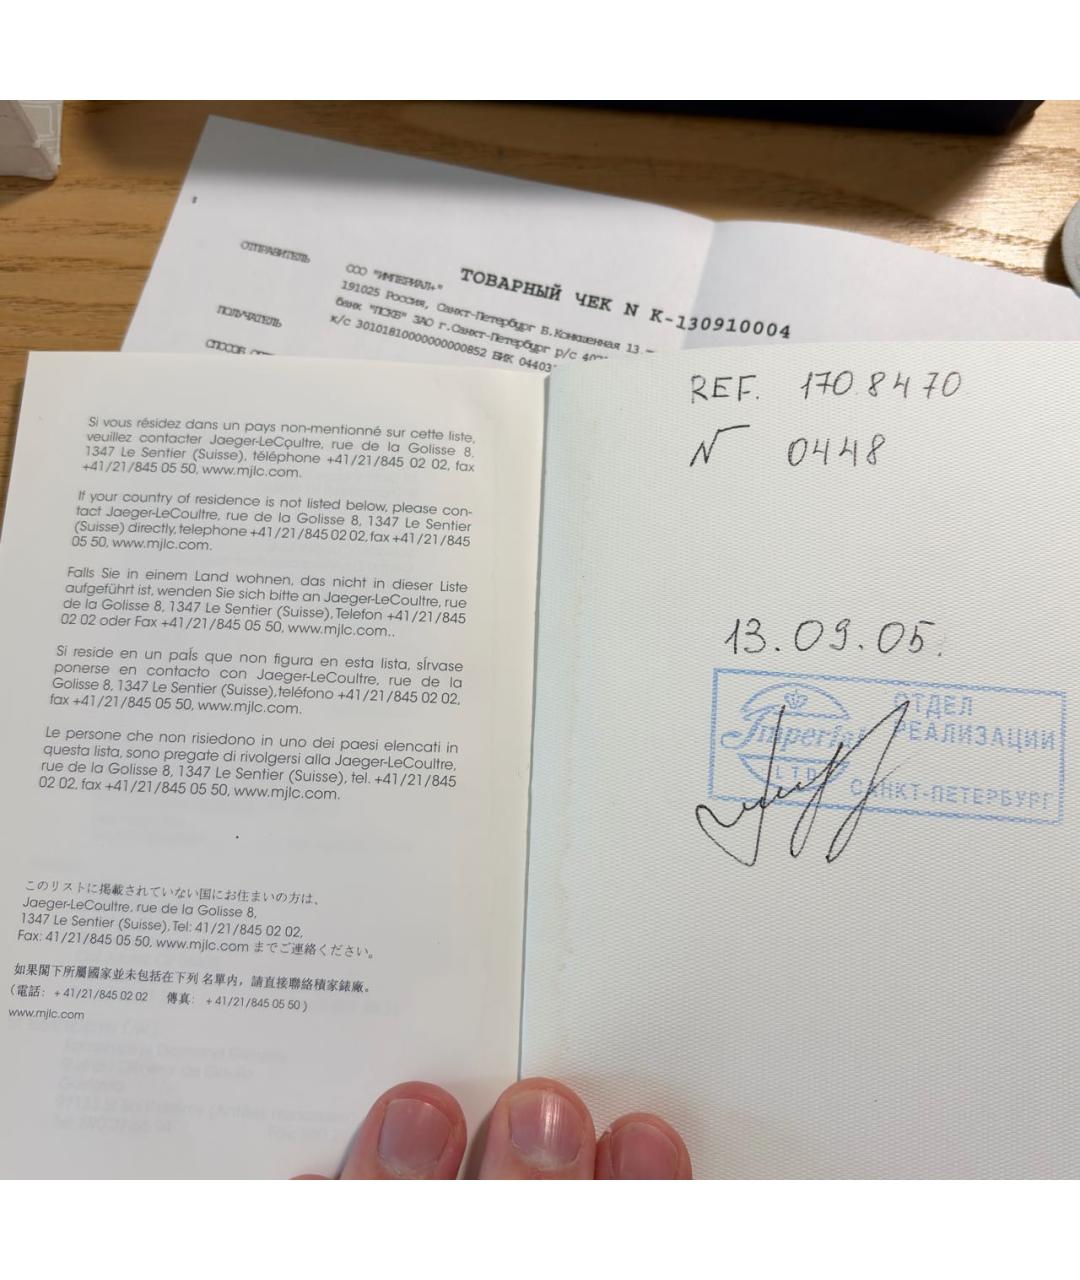 ОТПРАВИТЕЛЬ
ТОВАРНЫЙ ЧЕК N К-130910004
ООО "ИМПЕРИАЛ+"
191025 Россия, Санкт-Петербург Б.Конюшенная 13
банк "ПСКБ" ЗАО г.Санкт-Петербург р/с
к/с 30101810000000000852 БИК
ПОЛУЧАТЕЛЬ
СПОСОБ
Si vous résidez dans un pays non-mentionné sur cette liste,
veuillez contacter Jaeger-LeCoultre, rue de la Golisse 8,
1347 Le Sentier (Suisse), téléphone +41/21/845 02 02, fax
+41/21/845 05 50, www.mjlc.com.
If your country of residence is not listed below, please con-
tact Jaeger-LeCoultre, rue de la Golisse 8, 1347 Le Sentier
(Suisse) directly, telephone +41/21/845 02 02, fax +41/21/845
05 50, www.mjlc.com.
Falls Sie in einem Land wohnen, das nicht in dieser Liste
aufgeführt ist, wenden Sie sich bitte an Jaeger-LeCoultre, rue
de la Golisse 8, 1347 Le Sentier (Suisse), Telefon +41/21/845
02 02 oder Fax +41/21/845 05 50, www.mjlc.com..
Si reside en un país que non figura en esta lista, sírvase
ponerse en contacto con Jaeger-LeCoultre, rue de la
Golisse 8, 1347 Le Sentier (Suisse), teléfono +41/21/845 02 02,
fax +41/21/845 05 50, www.mjlc.com.
Le persone che non risiedono in uno dei paesi elencati in
questa lista, sono pregate di rivolgersi alla Jaeger-LeCoultre,
rue de la Golisse 8, 1347 Le Sentier (Suisse), tel. +41/21/845
02 02, fax +41/21/845 05 50, www.mjlc.com.
このリストに掲載されていない国にお住まいの方は、
Jaeger-LeCoultre, rue de la Golisse 8,
1347 Le Sentier (Suisse), Tel: 41/21/845 02 02,
Fax: 41/21/845 05 50, www.mjlc.com までご連絡ください。
如果閣下所屬國家並未包括在下列 名單內，請直接聯絡積家錶廠。
(電話: +41/21/845 02 02 傳真: +41/21/845 05 50)
www.mjlc.com
REF. 170.8470
N 0448
13.09.05.
Imperial
LTD
ОТДЕЛ
РЕАЛИЗАЦИИ
САНКТ-ПЕТЕРБУРГ